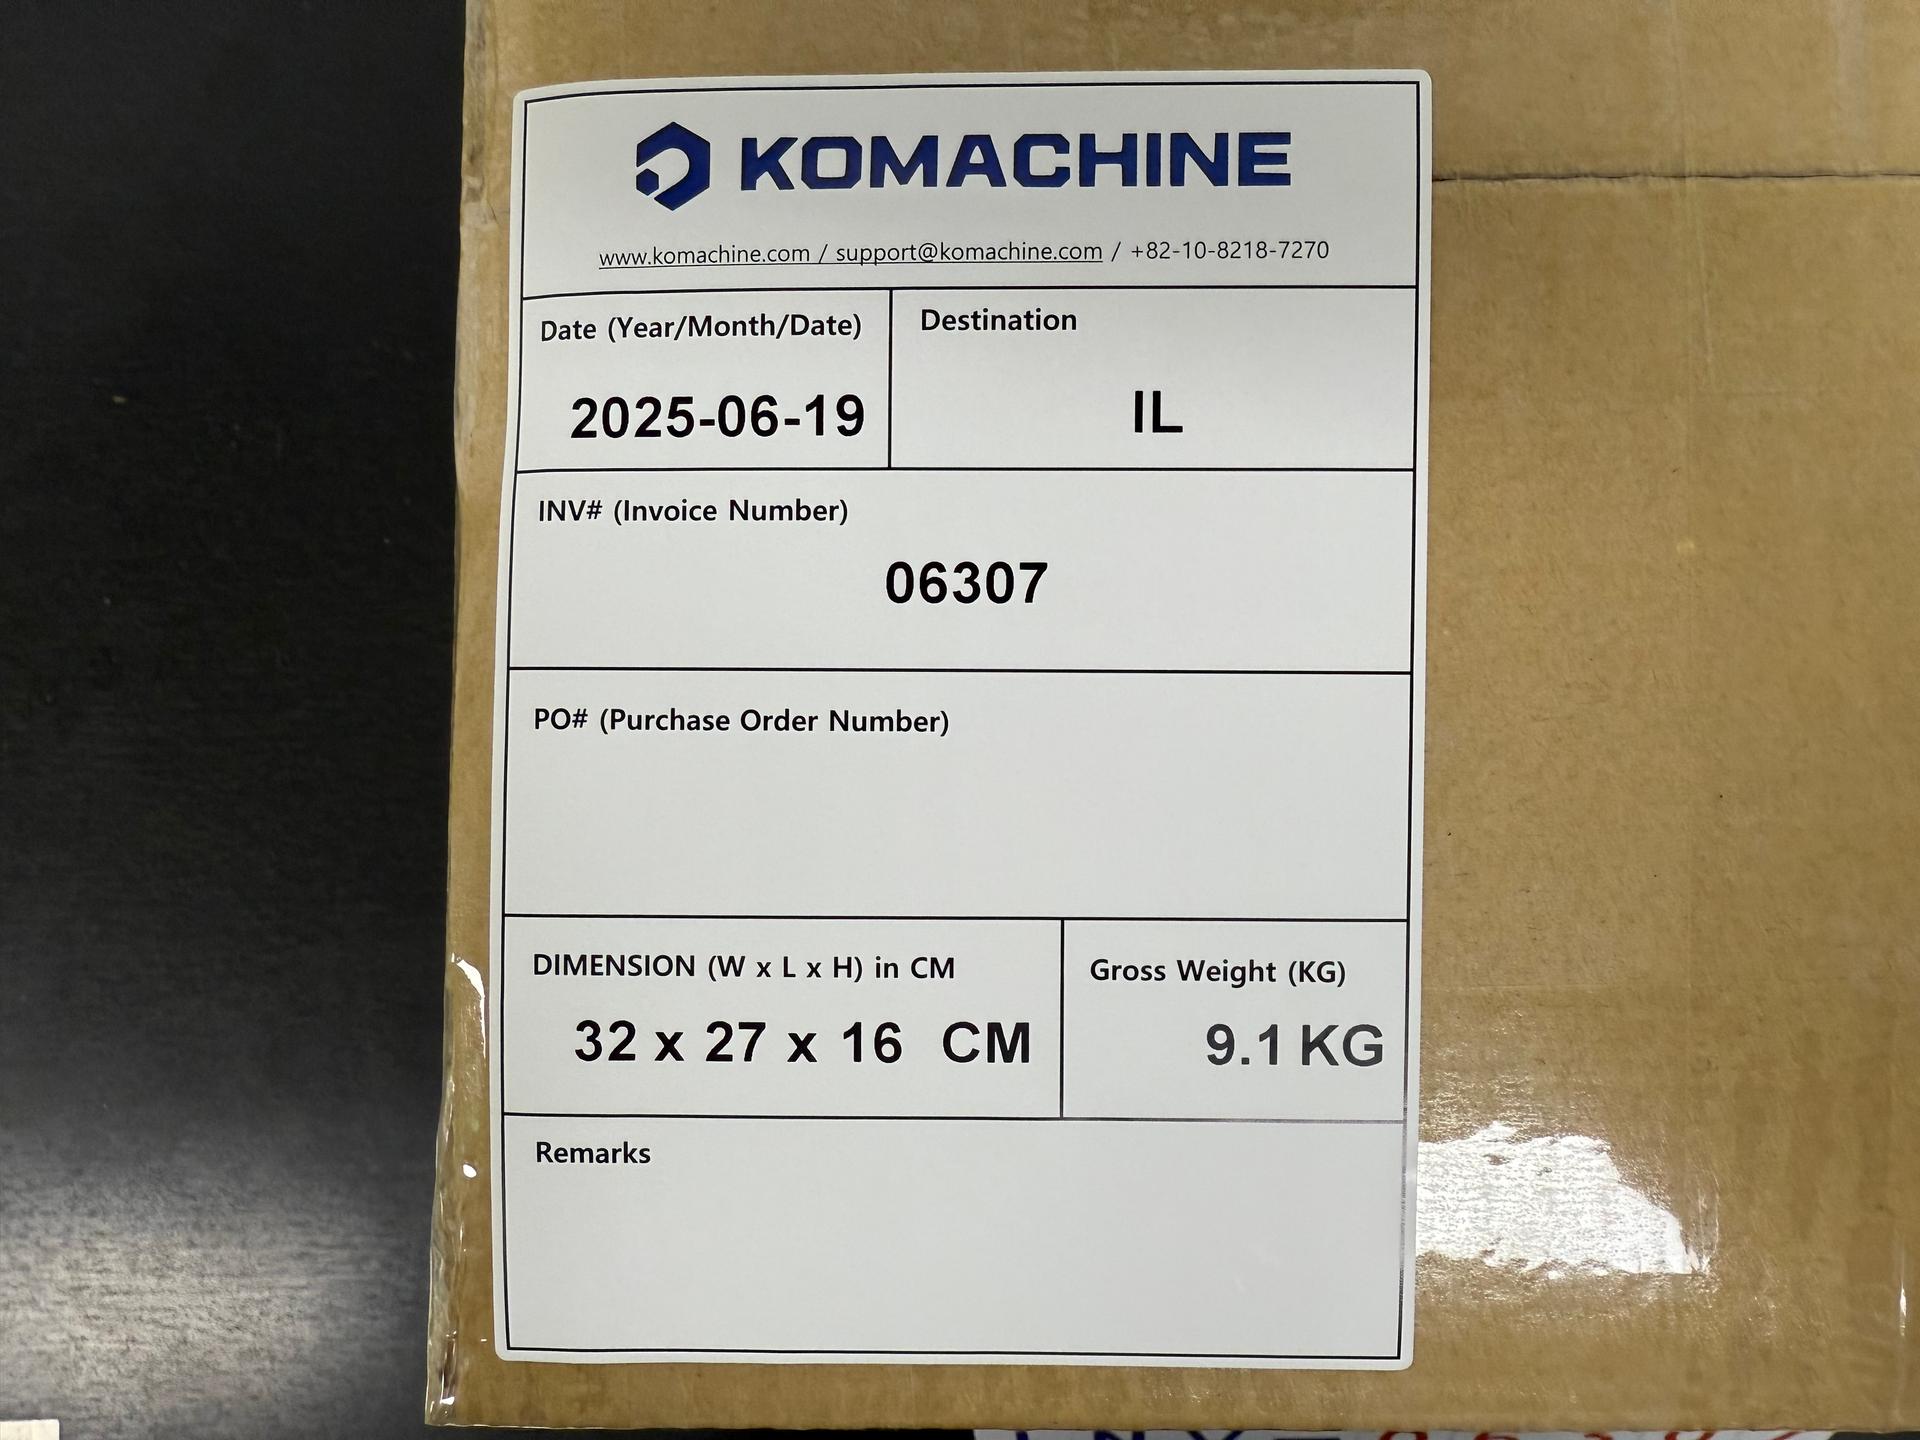 KOMACHINE
www.komachine.com / support@komachine.com / +82-10-8218-7270
Date (Year/Month/Date)
2025-06-19
Destination
IL
INV# (Invoice Number)
06307
PO# (Purchase Order Number)
DIMENSION (W x L x H) in CM
32 x 27 x 16 CM
Gross Weight (KG)
9.1 KG
Remarks